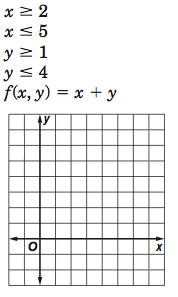 x ≥ 2
x ≤ 5
y ≥ 1
y ≤ 4
f(x, y) = x + y
y
O
x